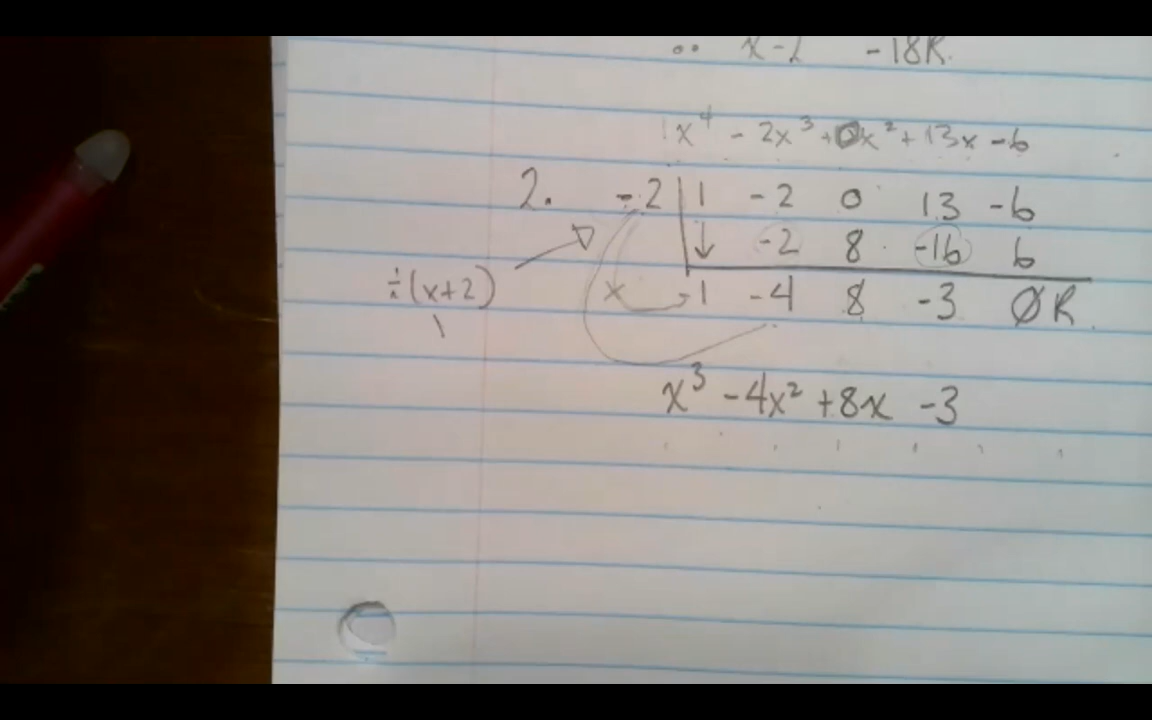 ∴ x-2 -18R.
1x⁴ - 2x³ + 0x² + 13x - 6
2. -2 | 1 -2 0 13 -6
↓ -2 8 -16 6
÷(x+2) x 1 -4 8 -3 0R
x³ - 4x² + 8x - 3